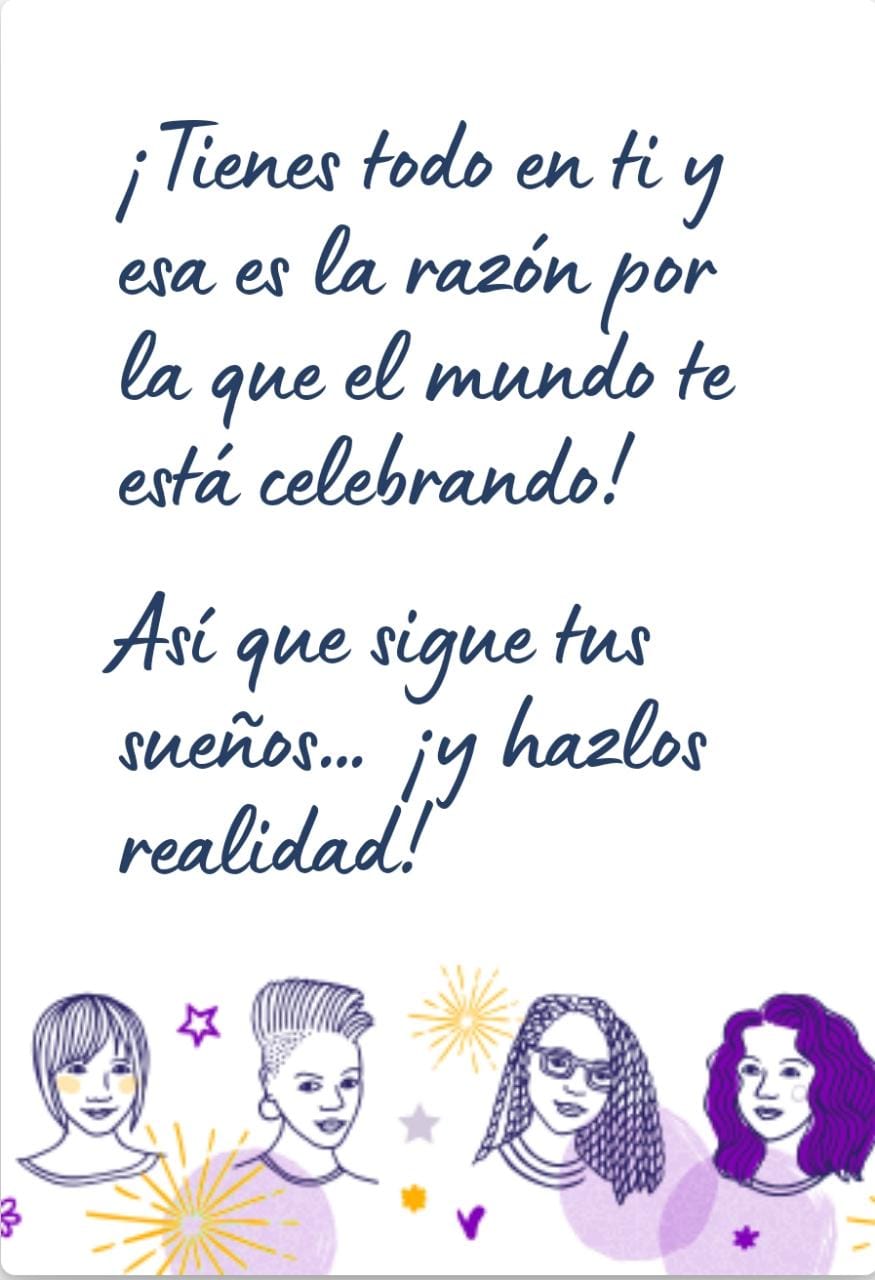 ¡Tienes todo en ti y
esa es la razón por
la que el mundo te
está celebrando!
Así que sigue tus
sueños... ¡y hazlos
realidad!